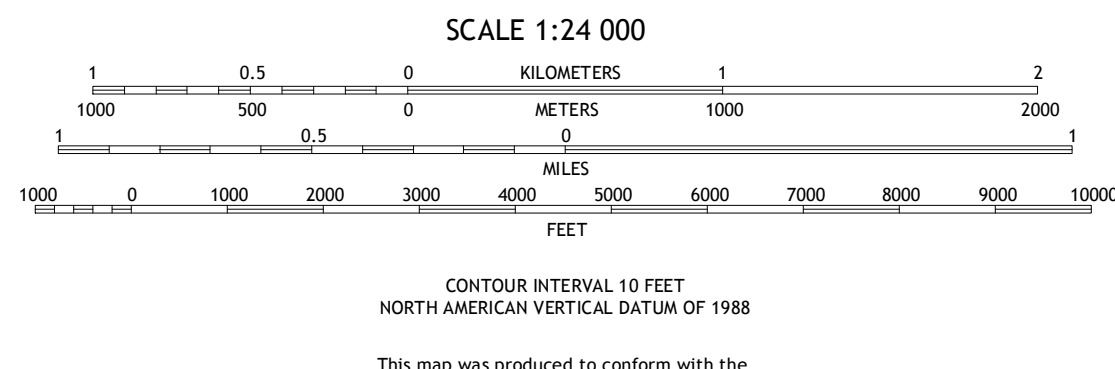 SCALE 1:24 000
1 0.5 0 KILOMETERS 1 2
1000 500 0 METERS 1000 2000
1 0.5 0 1
MILES
1000 0 1000 2000 3000 4000 5000 6000 7000 8000 9000 10000
FEET
CONTOUR INTERVAL 10 FEET
NORTH AMERICAN VERTICAL DATUM OF 1988
This map was produced to conform with the